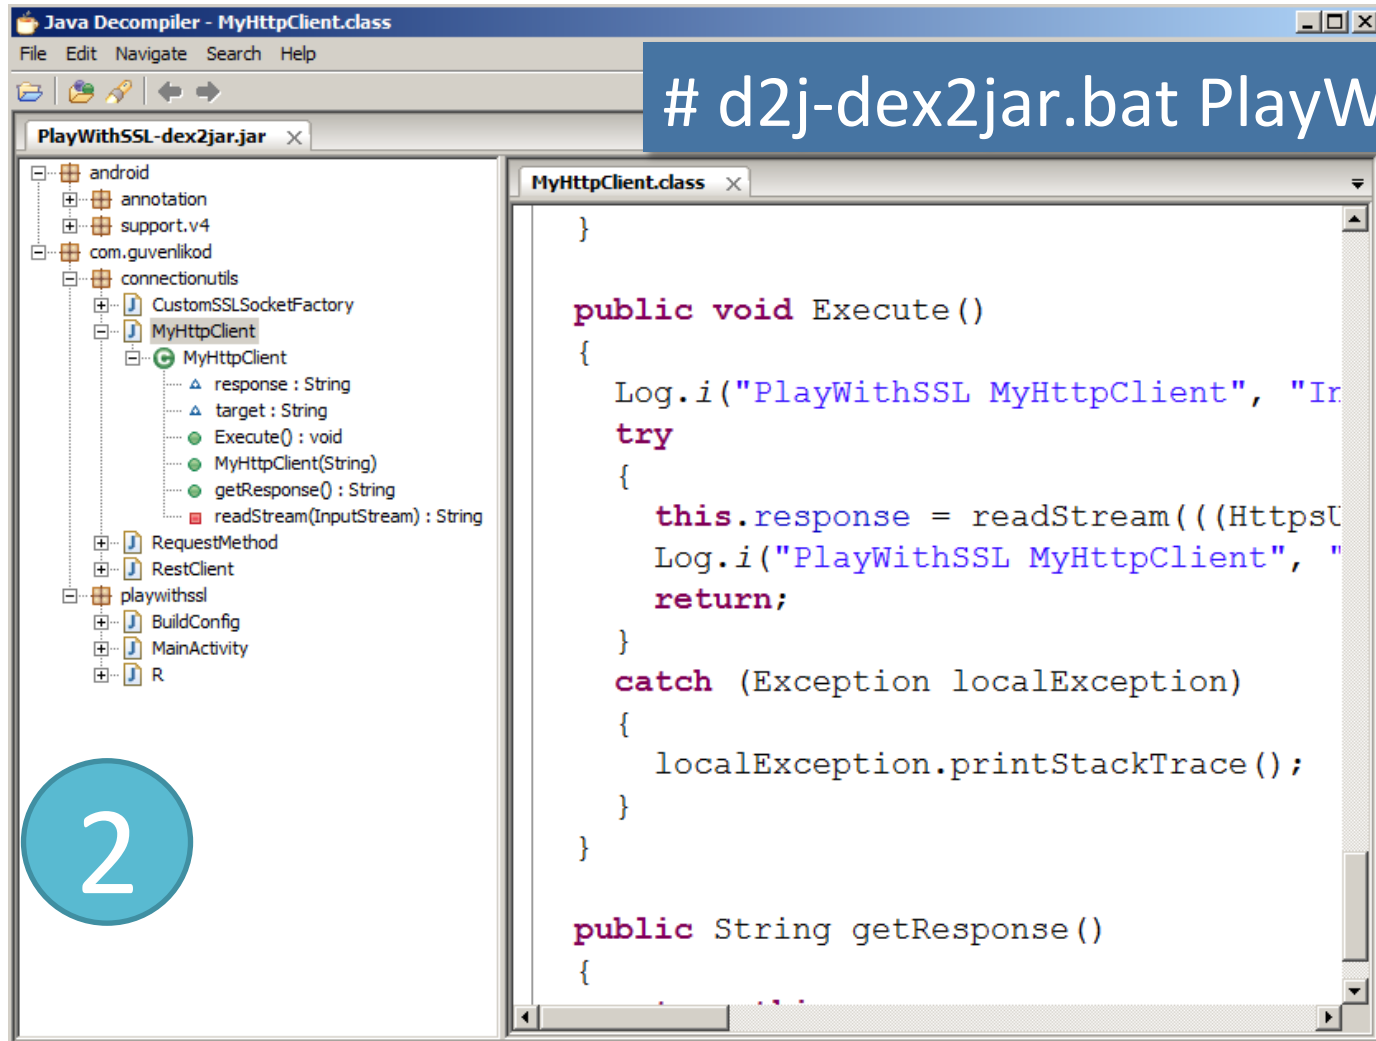 Java Decompiler - MyHttpClient.class
File Edit Navigate Search Help
# d2j-dex2jar.bat PlayW
PlayWithSSL-dex2jar.jar
android
annotation
support.v4
com.guvenlikod
connectionutils
CustomSSLSocketFactory
MyHttpClient
MyHttpClient
response : String
target : String
Execute() : void
MyHttpClient(String)
getResponse() : String
readStream(InputStream) : String
RequestMethod
RestClient
playwithssl
BuildConfig
MainActivity
R
2
MyHttpClient.class
}
public void Execute()
{
Log.i("PlayWithSSL MyHttpClient", "In
try
{
this.response = readStream(((HttpsU
Log.i("PlayWithSSL MyHttpClient", "
return;
}
catch (Exception localException)
{
localException.printStackTrace();
}
}
public String getResponse()
{